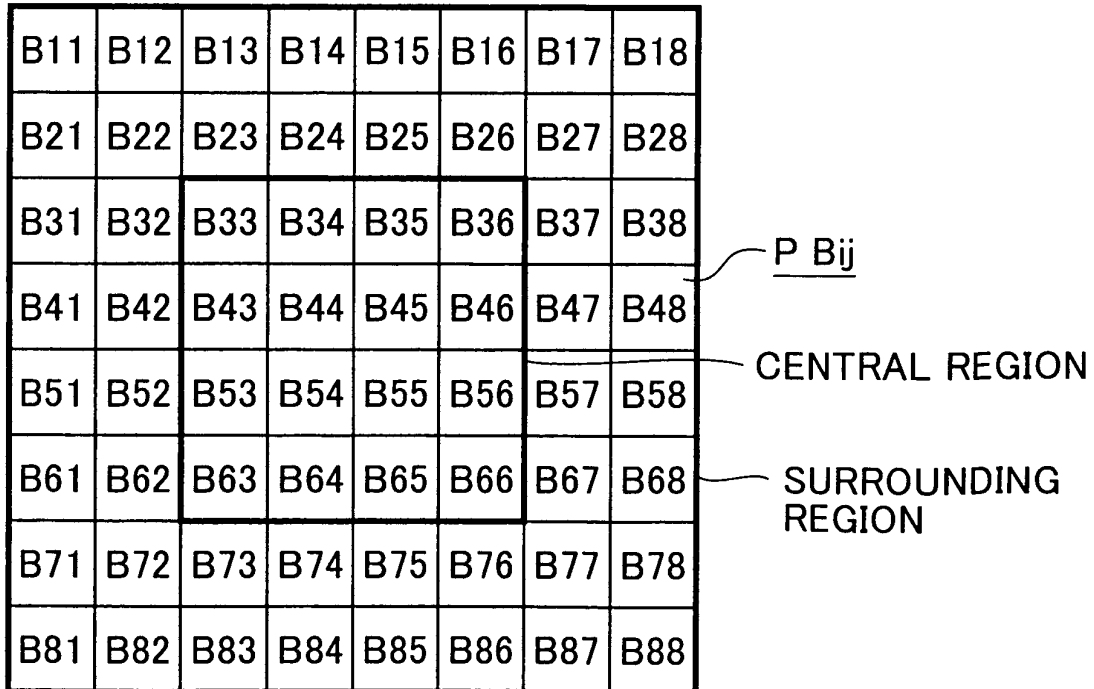 B11 B12 B13 B14 B15 B16 B17 B18
B21 B22 B23 B24 B25 B26 B27 B28
B31 B32 B33 B34 B35 B36 B37 B38
P Bij
B41 B42 B43 B44 B45 B46 B47 B48
CENTRAL REGION
B51 B52 B53 B54 B55 B56 B57 B58
B61 B62 B63 B64 B65 B66 B67 B68
SURROUNDING
REGION
B71 B72 B73 B74 B75 B76 B77 B78
B81 B82 B83 B84 B85 B86 B87 B88